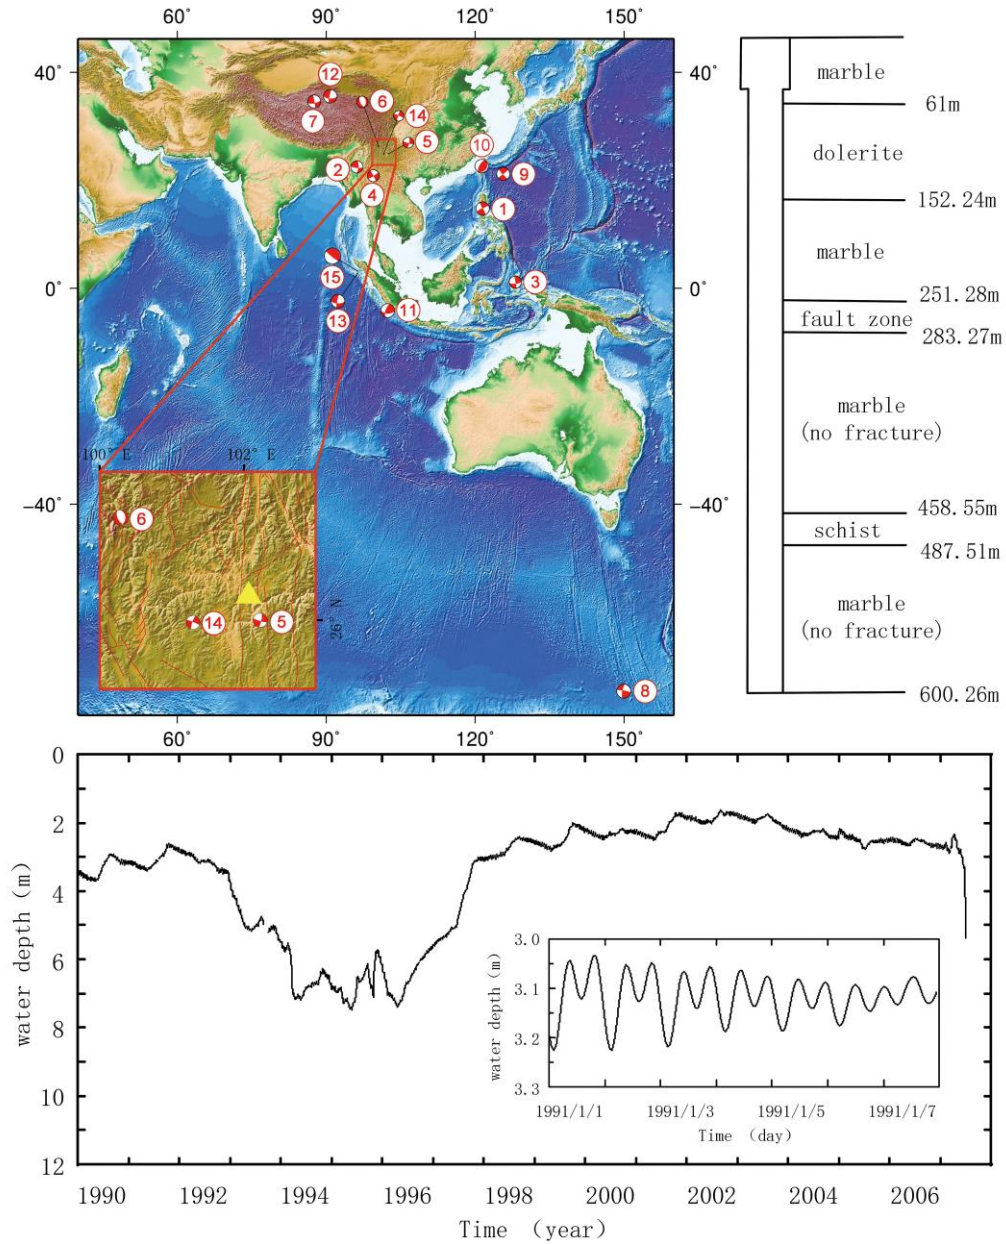 60° 90° 120° 150°
40° 40°
0° 0°
−40° −40°
12
6
14
7
5
10
2
9
4
1
15
3
13
11
100° E 102° E
6
14
5
26° N
8
60° 90° 120° 150°
marble
61m
dolerite
152.24m
marble
251.28m
fault zone
283.27m
marble
(no fracture)
458.55m
schist
487.51m
marble
(no fracture)
600.26m
0
2
4
6
8
10
12
water depth (m)
1990 1992 1994 1996 1998 2000 2002 2004 2006
Time (year)
3.0
3.1
3.2
3.3
water depth (m)
1991/1/1 1991/1/3 1991/1/5 1991/1/7
Time (day)